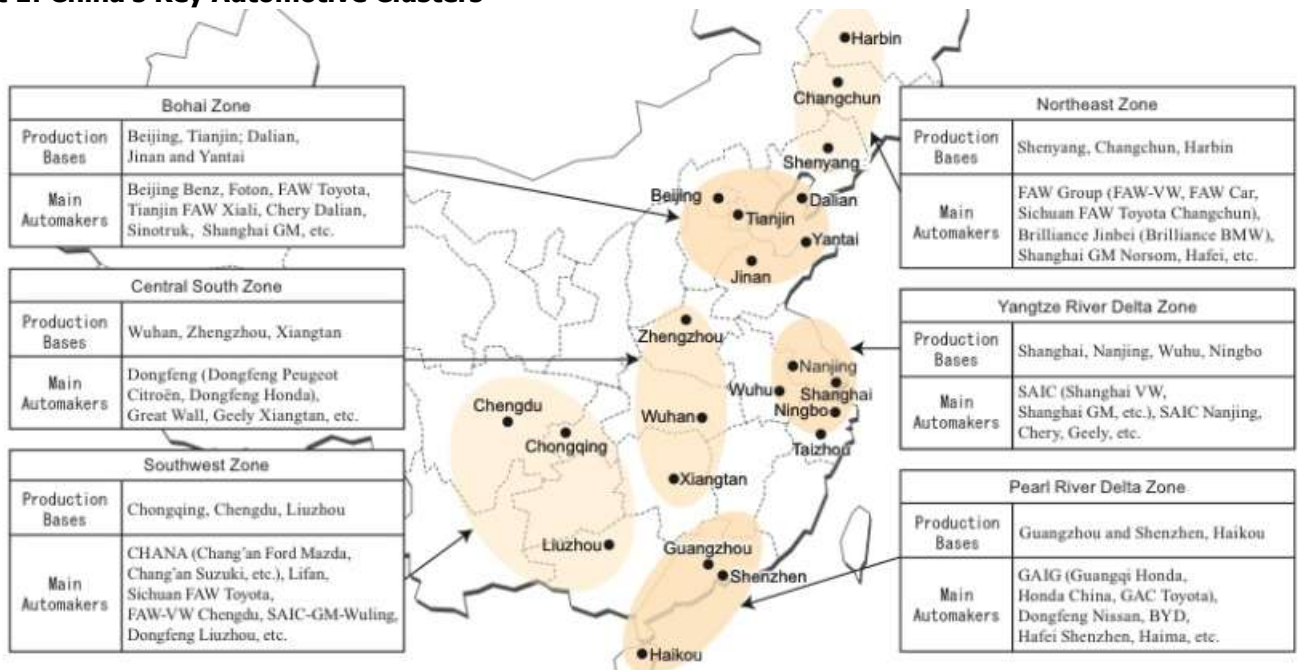 Bohai Zone
Production
Bases
Beijing, Tianjin; Dalian,
Jinan and Yantai
Main
Automakers
Beijing Benz, Foton, FAW Toyota,
Tianjin FAW Xiali, Chery Dalian,
Sinotruk, Shanghai GM, etc.
Central South Zone
Production
Bases
Wuhan, Zhengzhou, Xiangtan
Main
Automakers
Dongfeng (Dongfeng Peugeot
Citroën, Dongfeng Honda),
Great Wall, Geely Xiangtan, etc.
Southwest Zone
Production
Bases
Chongqing, Chengdu, Liuzhou
Main
Automakers
CHANA (Chang'an Ford Mazda,
Chang'an Suzuki, etc.), Lifan,
Sichuan FAW Toyota,
FAW-VW Chengdu, SAIC-GM-Wuling,
Dongfeng Liuzhou, etc.
Harbin
Changchun
Shenyang
Beijing
Dalian
Tianjin
Yantai
Jinan
Zhengzhou
Nanjing
Wuhu
Shanghai
Ningbo
Taizhou
Chengdu
Chongqing
Wuhan
Xiangtan
Liuzhou
Guangzhou
Shenzhen
Haikou
Northeast Zone
Production
Bases
Shenyang, Changchun, Harbin
Main
Automakers
FAW Group (FAW-VW, FAW Car,
Sichuan FAW Toyota Changchun),
Brilliance Jinbei (Brilliance BMW),
Shanghai GM Norsom, Hafei, etc.
Yangtze River Delta Zone
Production
Bases
Shanghai, Nanjing, Wuhu, Ningbo
Main
Automakers
SAIC (Shanghai VW,
Shanghai GM, etc.), SAIC Nanjing,
Chery, Geely, etc.
Pearl River Delta Zone
Production
Bases
Guangzhou and Shenzhen, Haikou
Main
Automakers
GAIG (Guangqi Honda,
Honda China, GAC Toyota),
Dongfeng Nissan, BYD,
Hafei Shenzhen, Haima, etc.